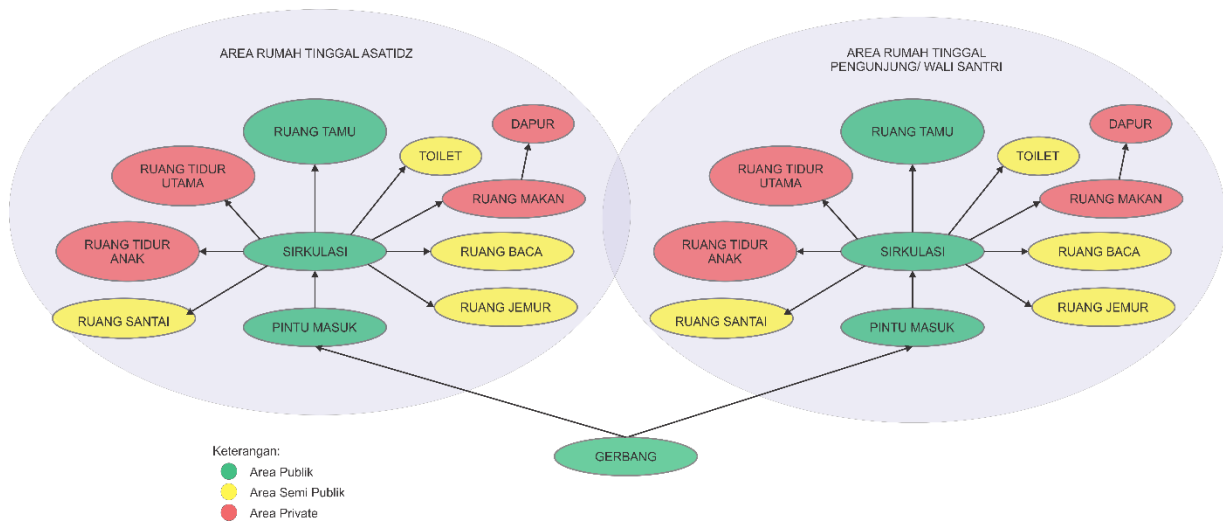 AREA RUMAH TINGGAL ASATIDZ
RUANG TAMU
DAPUR
TOILET
RUANG TIDUR
UTAMA
RUANG MAKAN
RUANG TIDUR
ANAK
SIRKULASI
RUANG BACA
RUANG SANTAI
PINTU MASUK
RUANG JEMUR
AREA RUMAH TINGGAL
PENGUNJUNG/ WALI SANTRI
RUANG TAMU
DAPUR
TOILET
RUANG TIDUR
UTAMA
RUANG MAKAN
RUANG TIDUR
ANAK
SIRKULASI
RUANG BACA
RUANG SANTAI
PINTU MASUK
RUANG JEMUR
GERBANG
Keterangan:
Area Publik
Area Semi Publik
Area Private